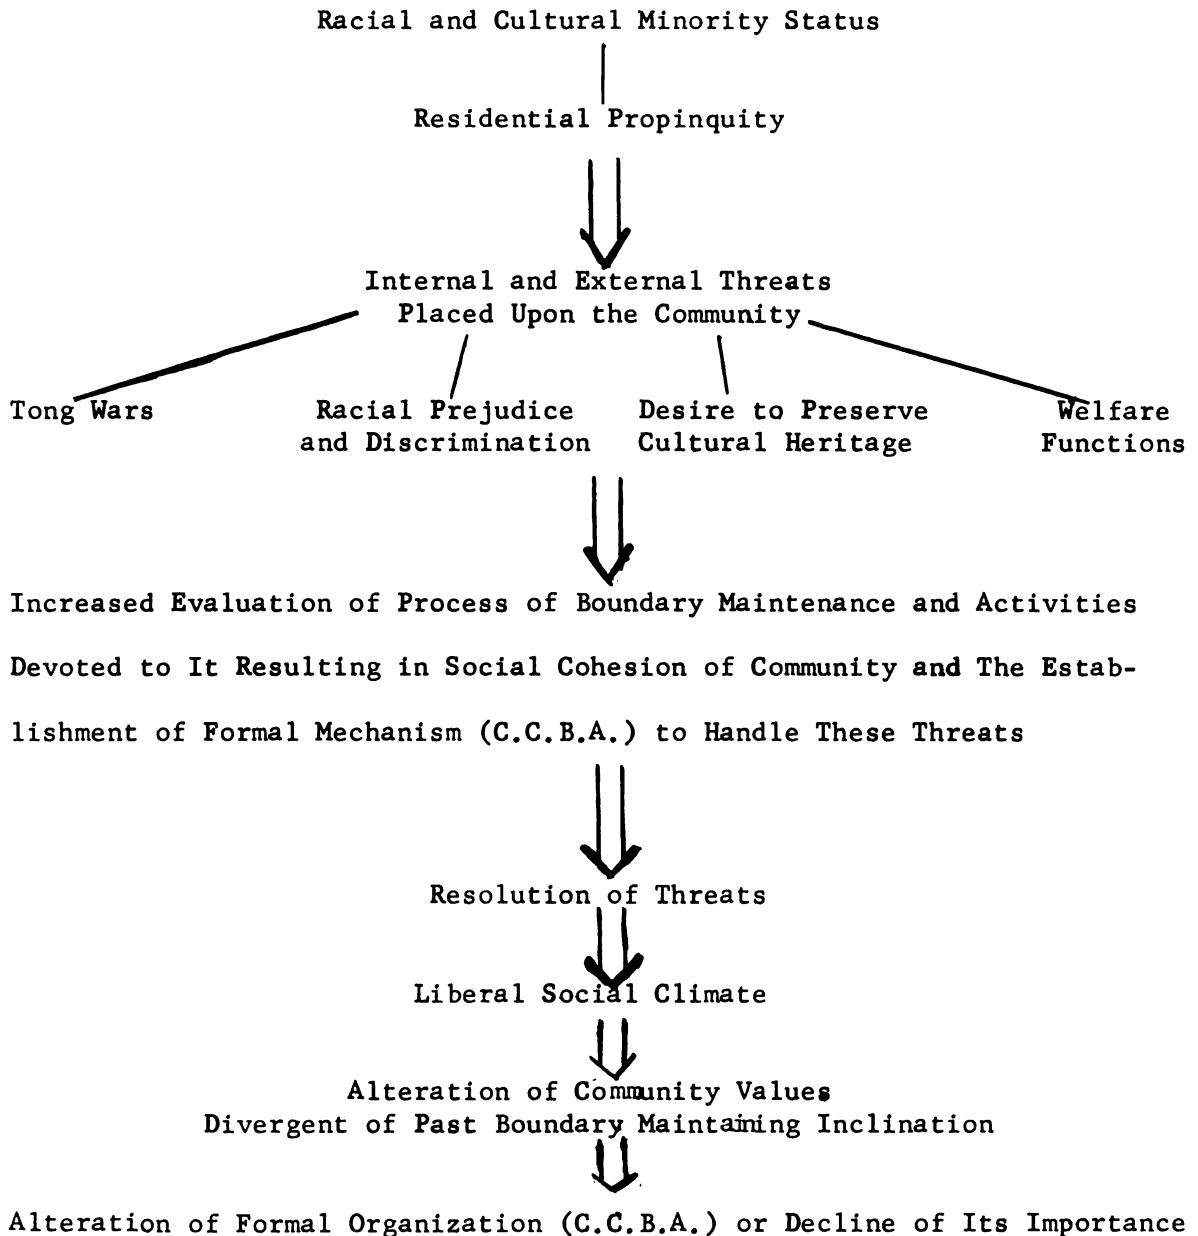 Racial and Cultural Minority Status
Residential Propinquity
Internal and External Threats
Placed Upon the Community
Tong Wars
Racial Prejudice
and Discrimination
Desire to Preserve
Cultural Heritage
Welfare
Functions
Increased Evaluation of Process of Boundary Maintenance and Activities
Devoted to It Resulting in Social Cohesion of Community and The Estab-
lishment of Formal Mechanism (C.C.B.A.) to Handle These Threats
Resolution of Threats
Liberal Social Climate
Alteration of Community Values
Divergent of Past Boundary Maintaining Inclination
Alteration of Formal Organization (C.C.B.A.) or Decline of Its Importance